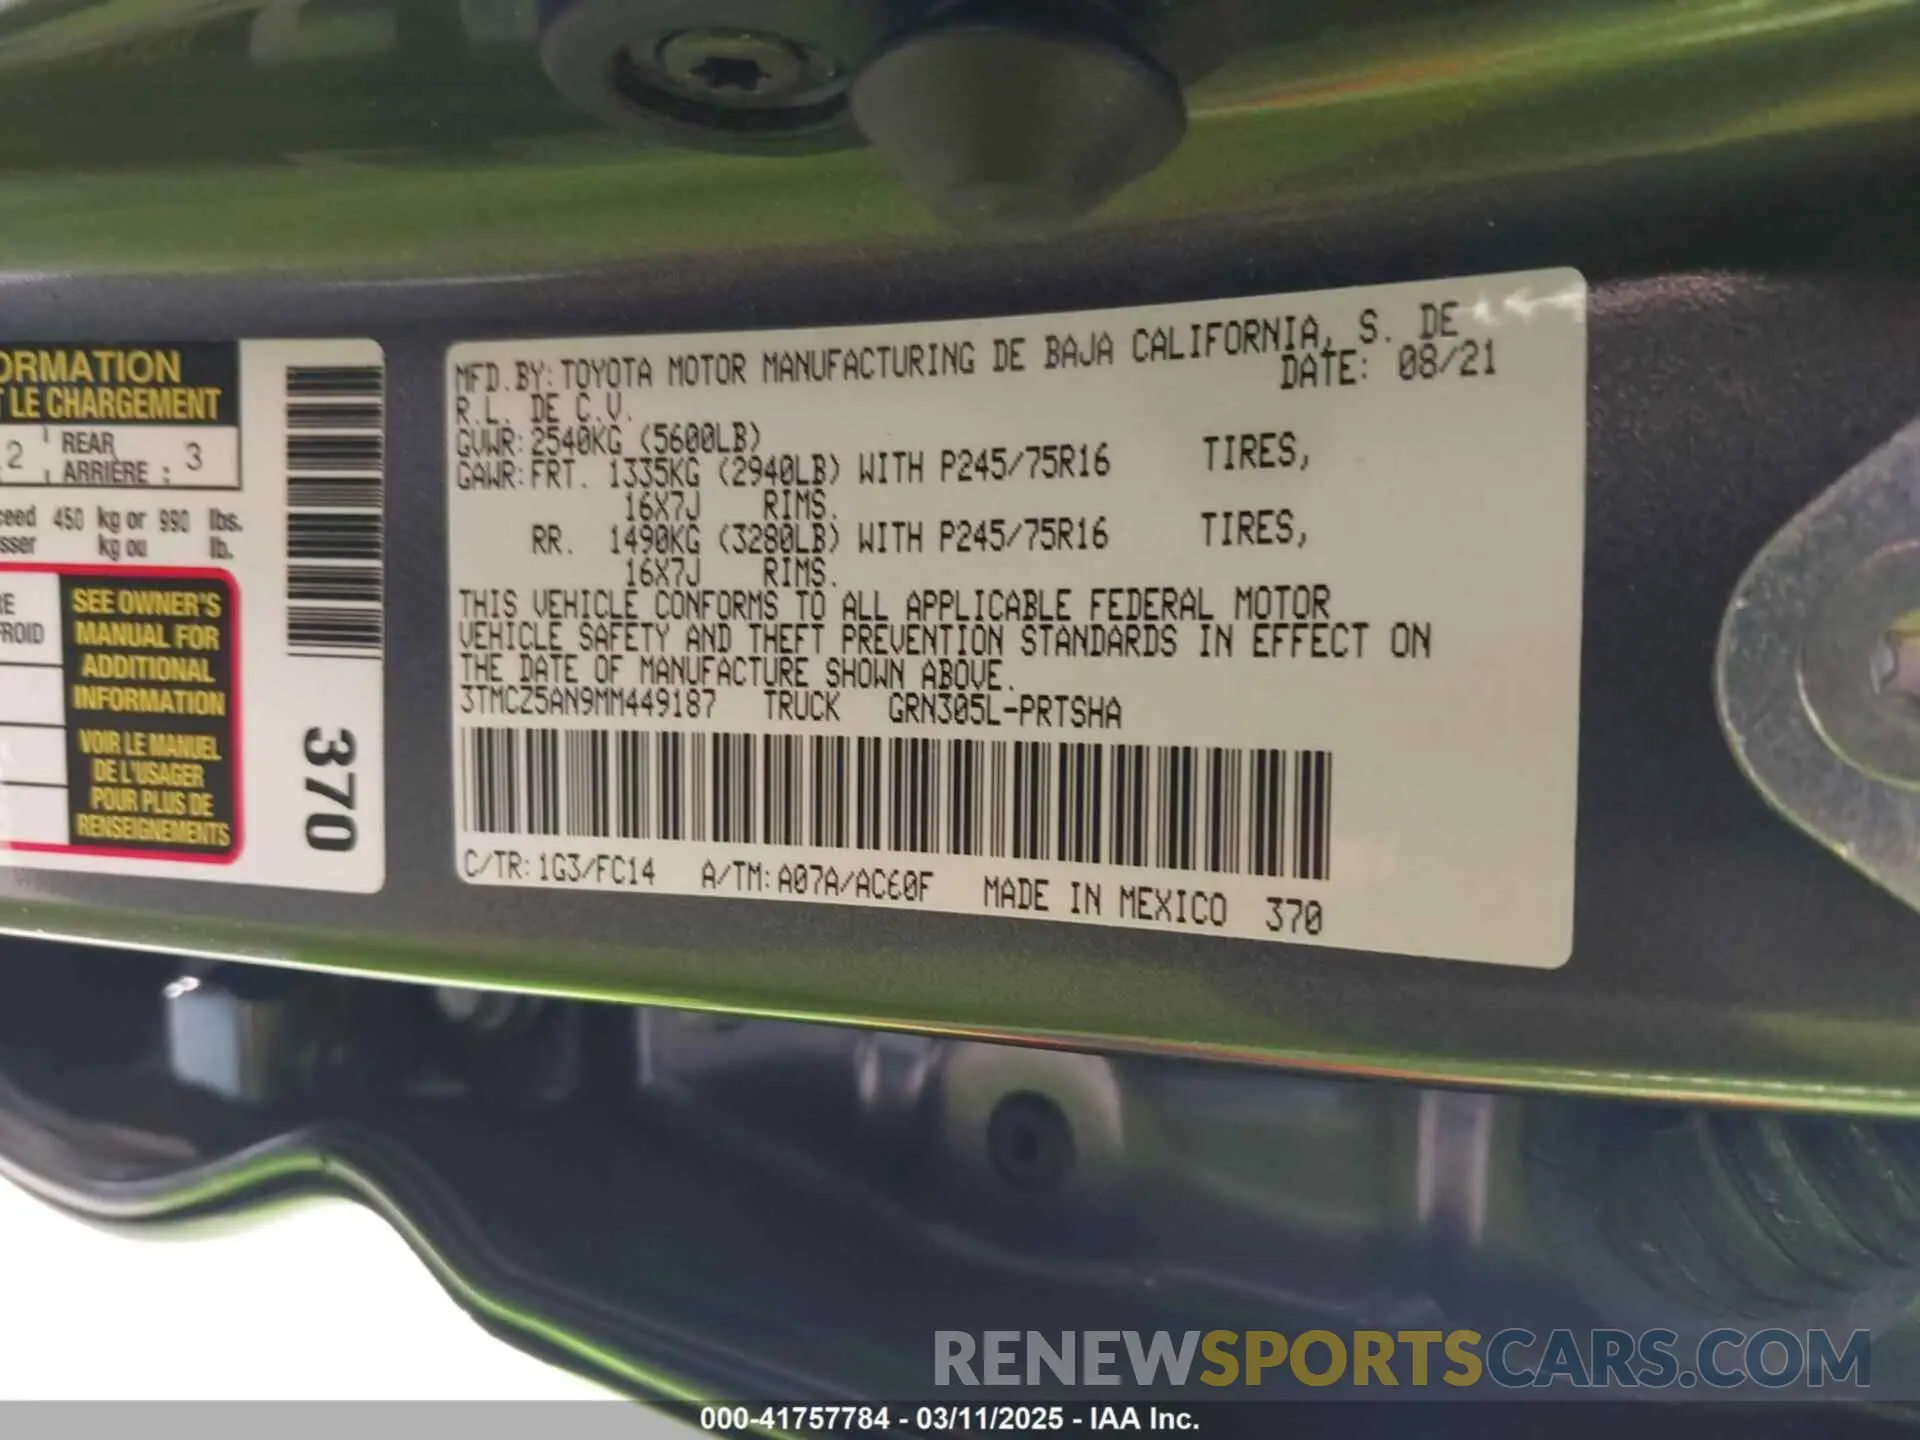 ORMATION
T LE CHARGEMENT
2 REAR
ARRIÈRE : 3
ceed 450 kg or 990 lbs.
sser kg ou lb.
RE
FROID
SEE OWNER'S
MANUAL FOR
ADDITIONAL
INFORMATION
VOIR LE MANUEL
DE L'USAGER
POUR PLUS DE
RENSEIGNEMENTS
370
MFD.BY:TOYOTA MOTOR MANUFACTURING DE BAJA CALIFORNIA, S. DE
R.L. DE C.V. DATE: 08/21
GVWR:2540KG (5600LB)
GAWR:FRT. 1335KG (2940LB) WITH P245/75R16 TIRES,
16X7J RIMS.
RR. 1490KG (3280LB) WITH P245/75R16 TIRES,
16X7J RIMS.
THIS VEHICLE CONFORMS TO ALL APPLICABLE FEDERAL MOTOR
VEHICLE SAFETY AND THEFT PREVENTION STANDARDS IN EFFECT ON
THE DATE OF MANUFACTURE SHOWN ABOVE.
3TMCZ5AN9MM449187 TRUCK GRN305L-PRTSHA
C/TR:1G3/FC14 A/TM:A07A/AC60F MADE IN MEXICO 370
RENEWSPORTSCARS.COM
000-41757784 - 03/11/2025 - IAA Inc.